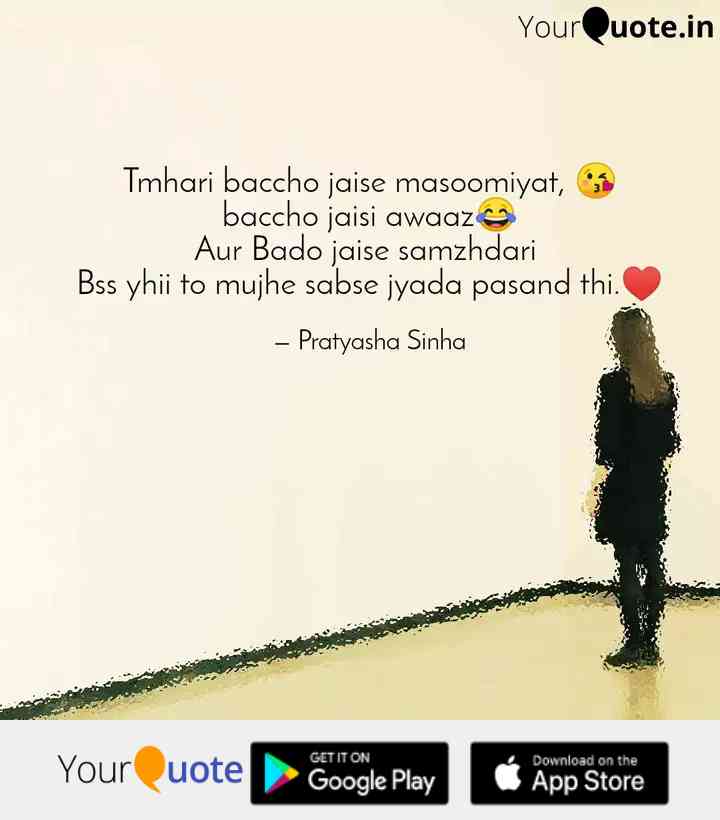 YourQuote.in
Tmhari baccho jaise masoomiyat, 😘
baccho jaisi awaaz😂
Aur Bado jaise samzhdari
Bss yhii to mujhe sabse jyada pasand thi.♥️
– Pratyasha Sinha
YourQuote
GET IT ON
Google Play
Download on the
App Store